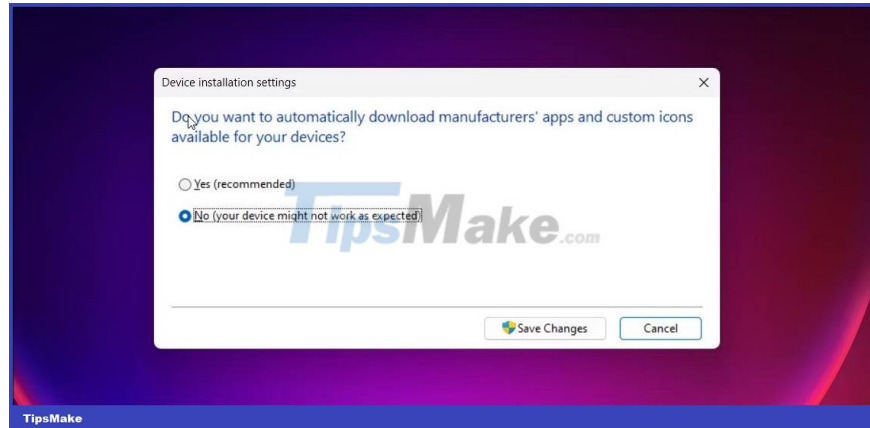 Device installation settings
Do you want to automatically download manufacturers' apps and custom icons
available for your devices?
Yes (recommended)
No (your device might not work as expected)
TipsMake.com
Save Changes
Cancel
TipsMake